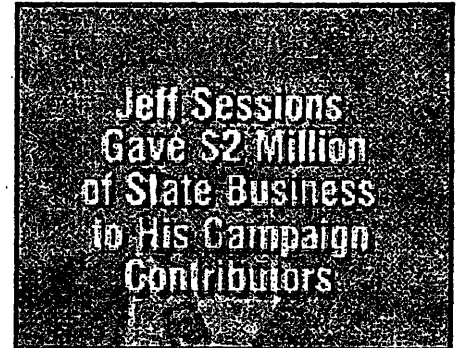 Jeff Sessions
Gave $2 Million
of State Business
to His Campaign
Contributors